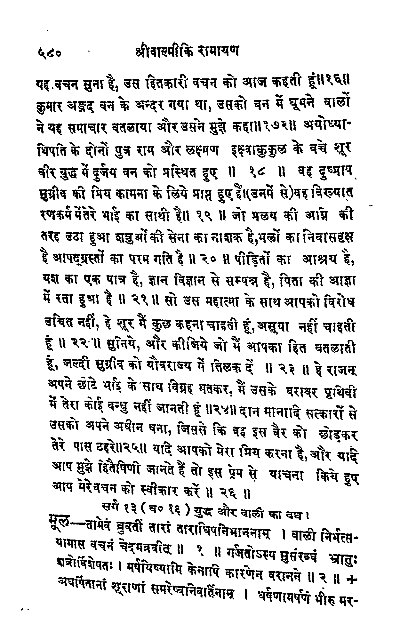 ५८० श्रीवाल्मीकि रामायण
यह वचन सुना है, उस हितकारी वचन को आज कहती हूं॥१६॥
कुमार अङ्गद वन के अन्दर गया था, उसको वन में घूमने वालों
ने यह समाचार बतलाया और उसने मुझे कहा॥१७॥ अयोध्या-
धिपति के दोनों पुत्र राम और लक्ष्मण इक्ष्वाकुकुल के बचे शूर
वीर युद्ध में दुर्जय वन को प्रस्थित हुए ॥ १८ ॥ वह दुष्प्राय
सुग्रीव की प्रिय कामना के लिये प्राप्त हुए हैं।(उनमें से)वह विख्यात
रणकर्म में तेरे भाई का साथी है॥ १९ ॥ जो प्रलय की अग्नि की
तरह उठा हुआ शत्रुओं की सेना का नाशक है,भलों का निवासवृक्ष
है आपद्ग्रस्तों का परम गति है ॥ २० ॥ पीड़ितों का आश्रय है,
यश का एक पात्र है, ज्ञान विज्ञान से सम्पन्न है, पिता की आज्ञा
में रता हुआ है ॥ २१ ॥ सो उस महात्मा के साथ आपको विरोध
उचित नहीं, हे शूर मैं कुछ कहना चाहती हूं, असूया नहीं चाहती
हूं ॥ २२ ॥ सुनिये, और कीजिये जो मैं आपका हित बतलाती
हूं, जल्दी सुग्रीव को यौवराज्य में तिलक दें ॥ २३ ॥ हे राजन्
अपने छोटे भाई के साथ विग्रह मतकर, मैं उसके बराबर पृथिवी
में तेरा कोई बन्धु नहीं जानती हूं ॥२४॥ दान मानादि सत्कारों से
उसको अपने अधीन बना, जिससे कि वह इस वैर को छोड़कर
तेरे पास ठहरे॥२५॥ यदि आपको मेरा प्रिय करना है, और यदि
आप मुझे हितैषिणी जानते हैं तो इस प्रेम से याचना किये हुए
आप मेरेवचन को स्वीकार करें ॥ २६ ॥
सर्ग १३ (व० १६) युद्ध और वाली का वध।
मूल—तामेवं ब्रुवतीं तारां ताराधिपनिभाननाम् । वाली निर्भत्स-
यामास वचनं चेदमब्रवीत् ॥ १ ॥ गर्जतोऽस्य सुसंरब्धं भ्रातुः
शत्रोर्विशेषतः । मर्षयिष्यामि केनापि कारणेन वरानने ॥ २ ॥ +
अधर्षितानां शूराणां समरेष्वनिवर्तिनाम् । धर्षणामर्षणं भीरु मर-